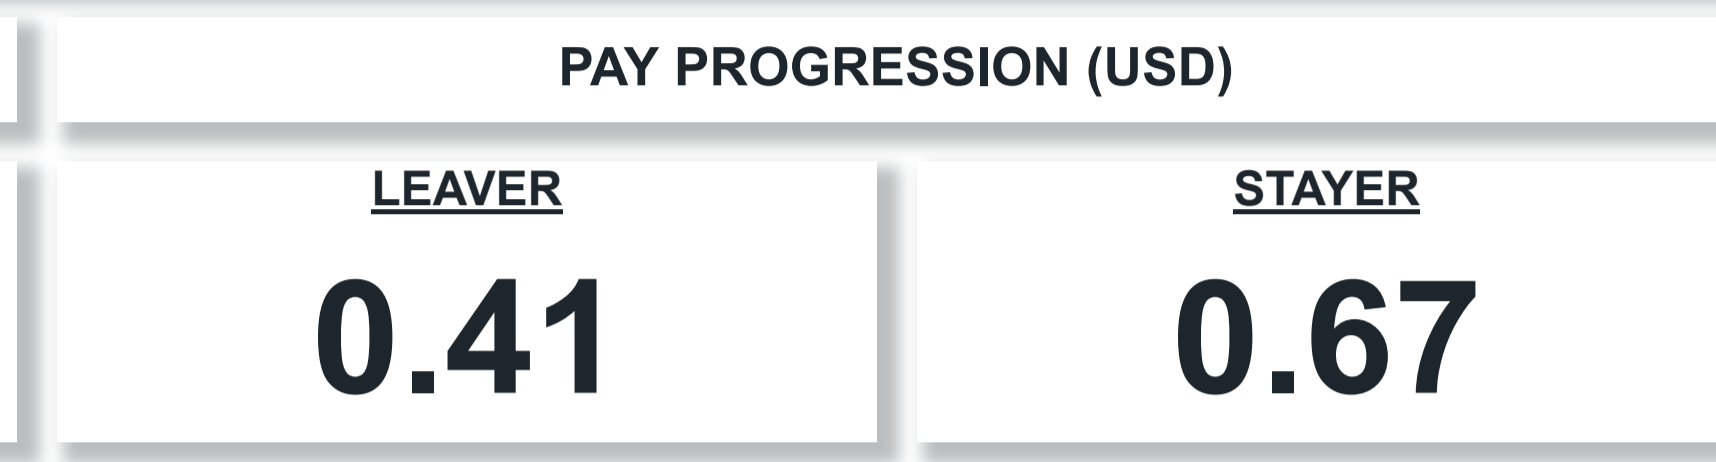 PAY PROGRESSION (USD)
LEAVER
STAYER
0.41
0.67